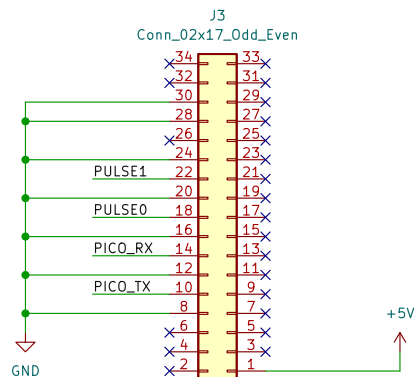 J3
Conn_02x17_Odd_Even
34 33
32 31
30 29
28 27
26 25
24 23
PULSE1 22 21
20 19
PULSE0 18 17
16 15
PICO_RX 14 13
12 11
PICO_TX 10 9
8 7
+5V
6 5
4 3
2 1
GND